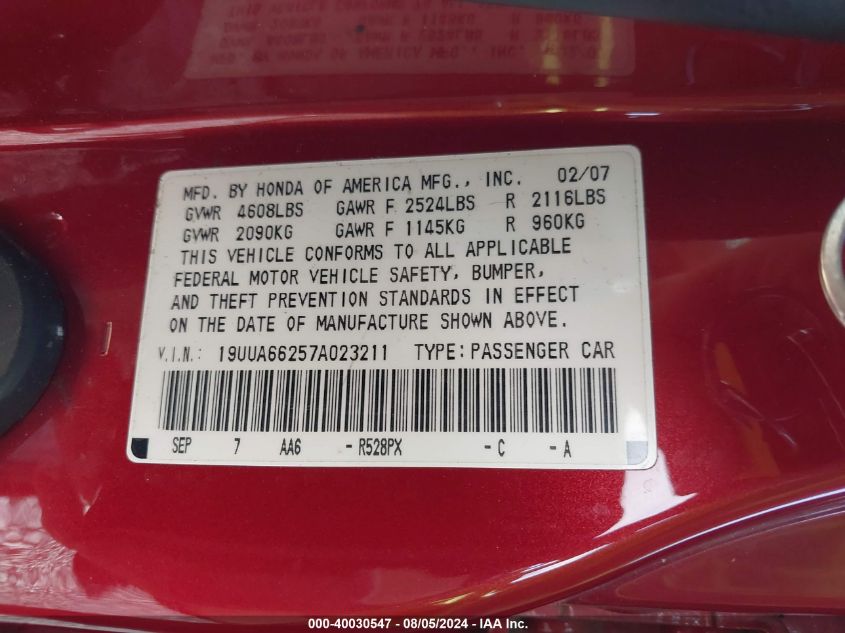 MFD. BY HONDA OF AMERICA MFG., INC. 02/07
GVWR 4608LBS GAWR F 2524LBS R 2116LBS
GVWR 2090KG GAWR F 1145KG R 960KG
THIS VEHICLE CONFORMS TO ALL APPLICABLE
FEDERAL MOTOR VEHICLE SAFETY, BUMPER,
AND THEFT PREVENTION STANDARDS IN EFFECT
ON THE DATE OF MANUFACTURE SHOWN ABOVE.
V.I.N.: 19UUA66257A023211 TYPE: PASSENGER CAR
SEP 7 AA6 - R528PX - C - A
000-40030547 - 08/05/2024 - IAA Inc.